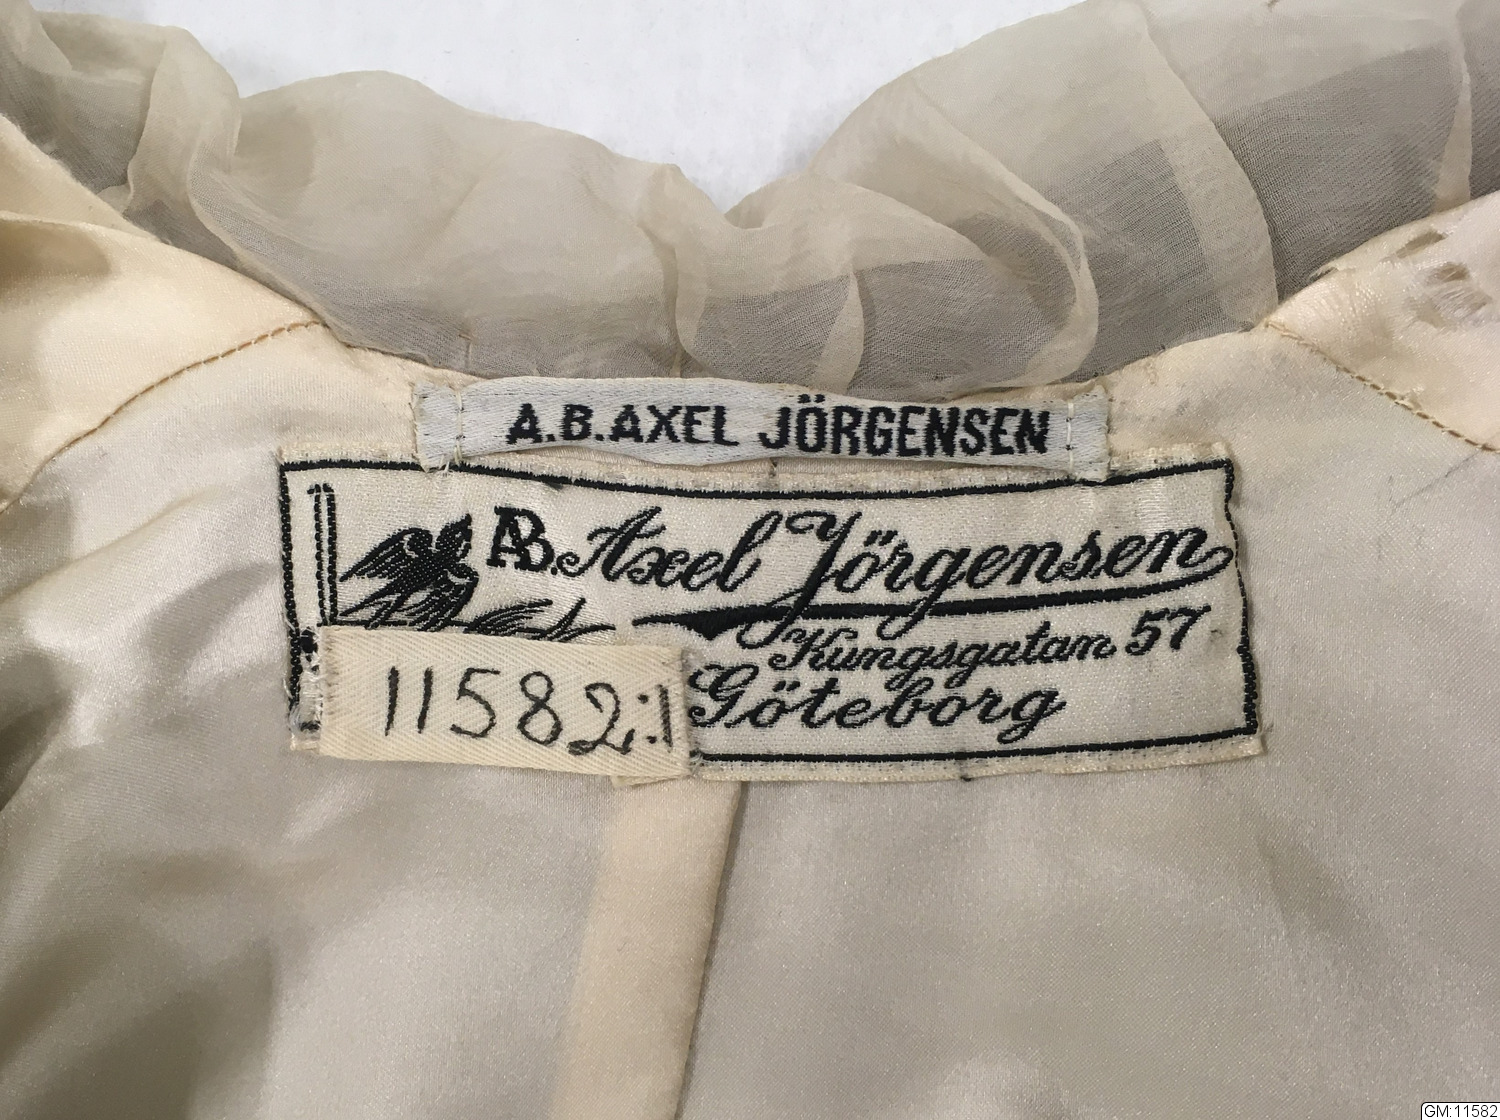 A.B. AXEL JÖRGENSEN
AB. Axel Jörgensen
Kungsgatan 57
Göteborg
11582:1
GM:11582